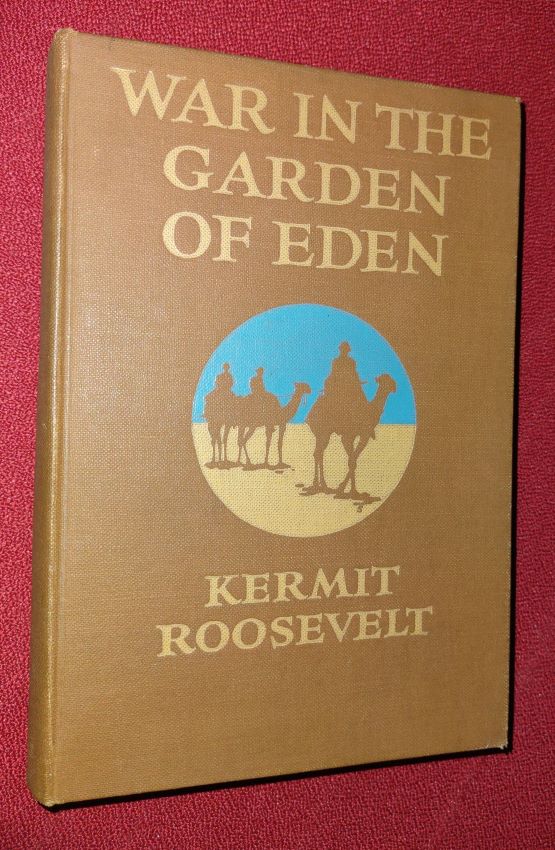 WAR IN THE
GARDEN
OF EDEN
KERMIT
ROOSEVELT